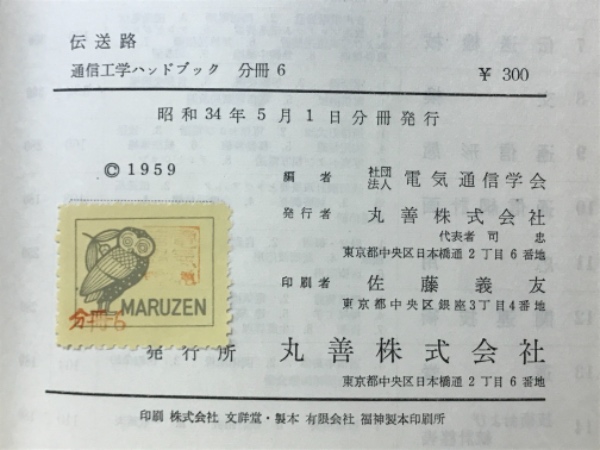 伝送路
通信工学ハンドブック 分冊6 ¥300
昭和34年5月1日分冊発行
©1959
編者 社団法人 電気通信学会
発行者 丸善株式会社
代表者 司 忠
東京都中央区日本橋通2丁目6番地
印刷者 佐藤義友
東京都中央区銀座3丁目4番地
MARUZEN
分冊-6
発行所 丸善株式会社
東京都中央区日本橋通2丁目6番地
印刷 株式会社 文詳堂・製本 有限会社 福神製本印刷所